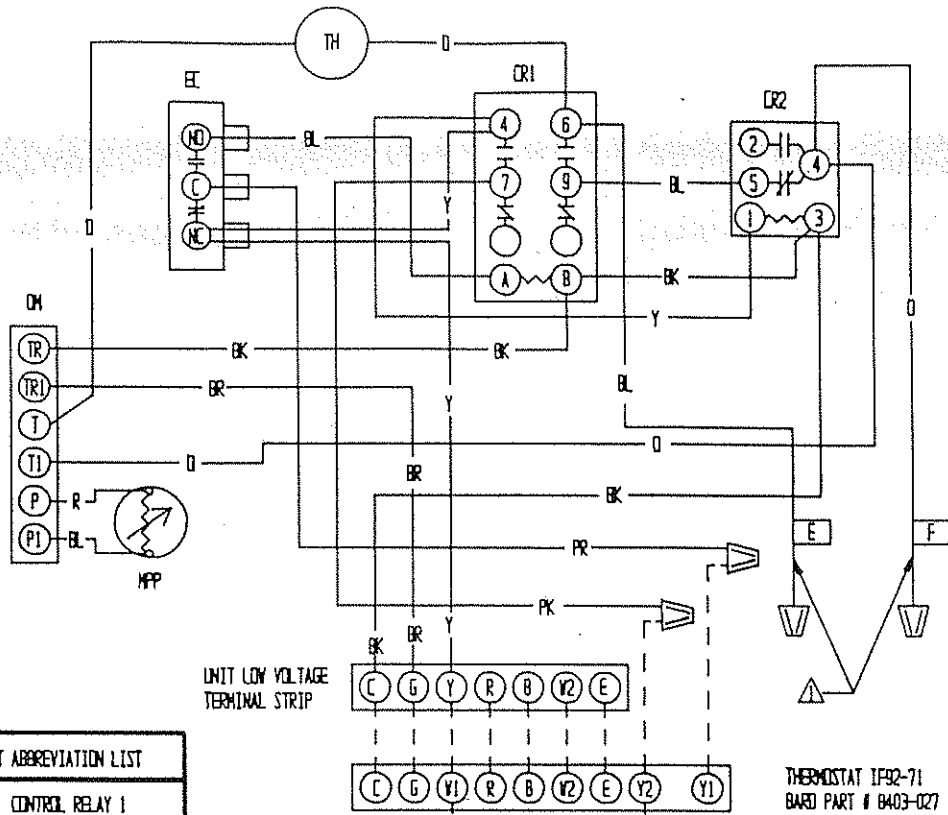 TH
O
EC
CR1
CR2
NO
C
NC
BL
4
6
7
9
A
B
2
4
5
1
3
BL
BK
Y
Y
O
O
OM
TR
TR1
T
T1
P
P1
BK
BK
BR
Y
BL
O
O
BR
BK
R
BL
MPP
PR
E
F
PK
BK
BR
Y
1
UNIT LOW VOLTAGE
TERMINAL STRIP
C G Y R B W2 E
C G W1 R B W2 E Y2 Y1
T ABBREVIATION LIST
CONTROL RELAY 1
THERMOSTAT 1F92-71
BARD PART # 8403-027